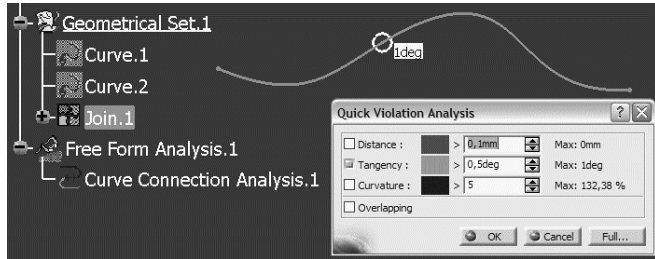 Geometrical Set.1
Curve.1
Curve.2
Join.1
Free Form Analysis.1
Curve Connection Analysis.1
1deg
Quick Violation Analysis
Distance : > 0,1mm Max: 0mm
Tangency : > 0,5deg Max: 1deg
Curvature : > 5 Max: 132,38 %
Overlapping
OK Cancel Full...